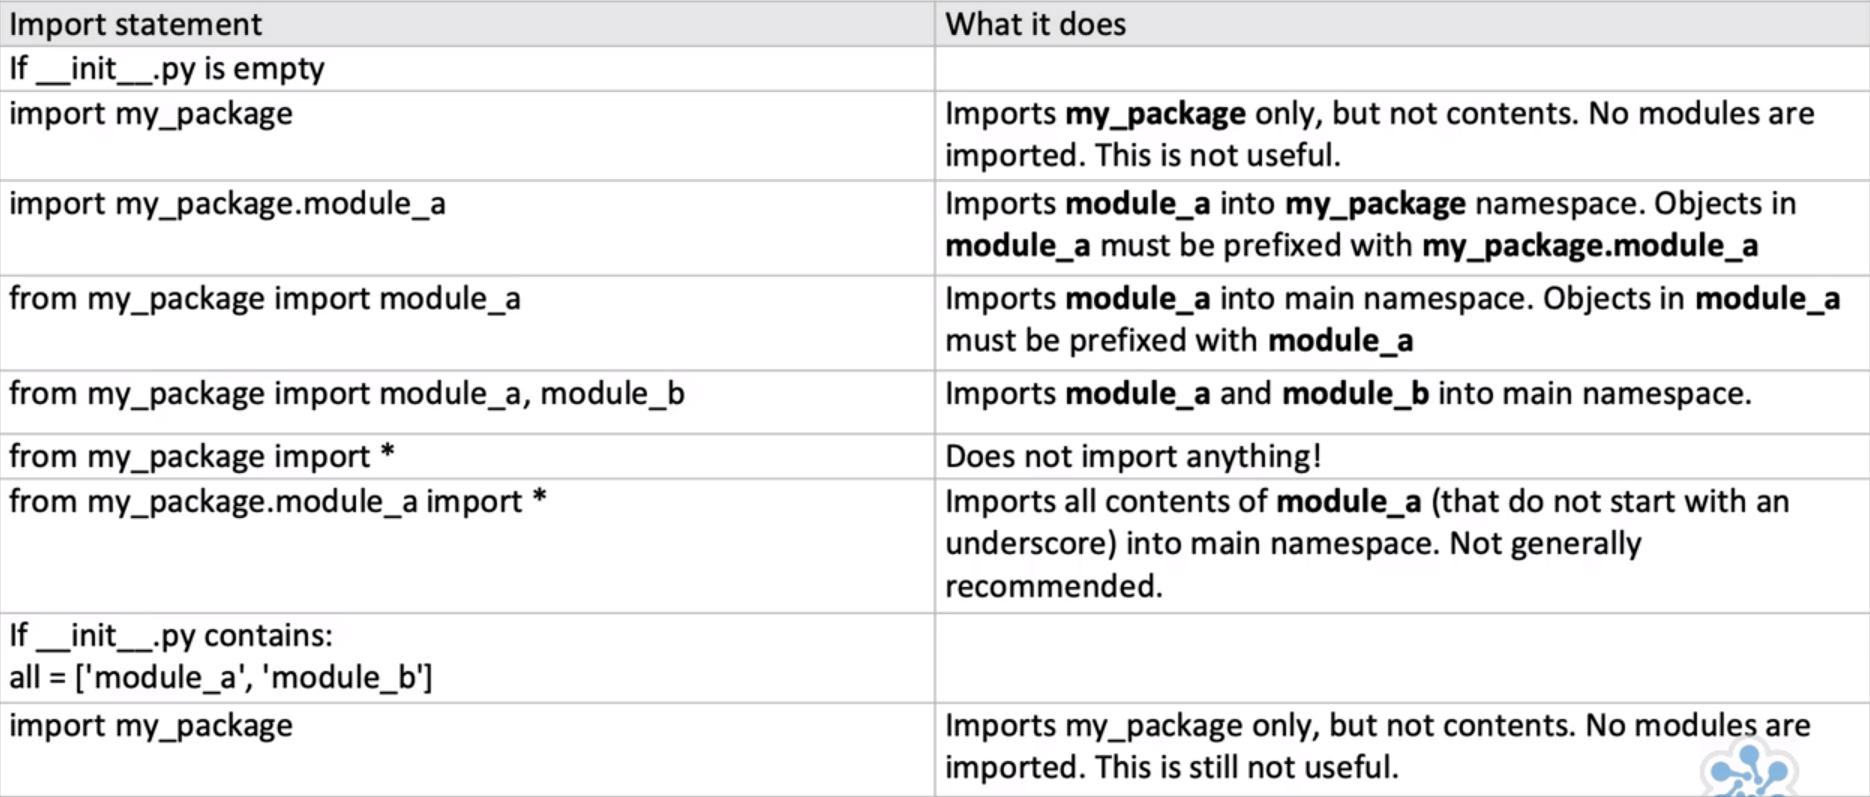 Import statement
What it does
If __init__.py is empty
import my_package
Imports my_package only, but not contents. No modules are
imported. This is not useful.
import my_package.module_a
Imports module_a into my_package namespace. Objects in
module_a must be prefixed with my_package.module_a
from my_package import module_a
Imports module_a into main namespace. Objects in module_a
must be prefixed with module_a
from my_package import module_a, module_b
Imports module_a and module_b into main namespace.
from my_package import *
Does not import anything!
from my_package.module_a import *
Imports all contents of module_a (that do not start with an
underscore) into main namespace. Not generally
recommended.
If __init__.py contains:
all = ['module_a', 'module_b']
import my_package
Imports my_package only, but not contents. No modules are
imported. This is still not useful.